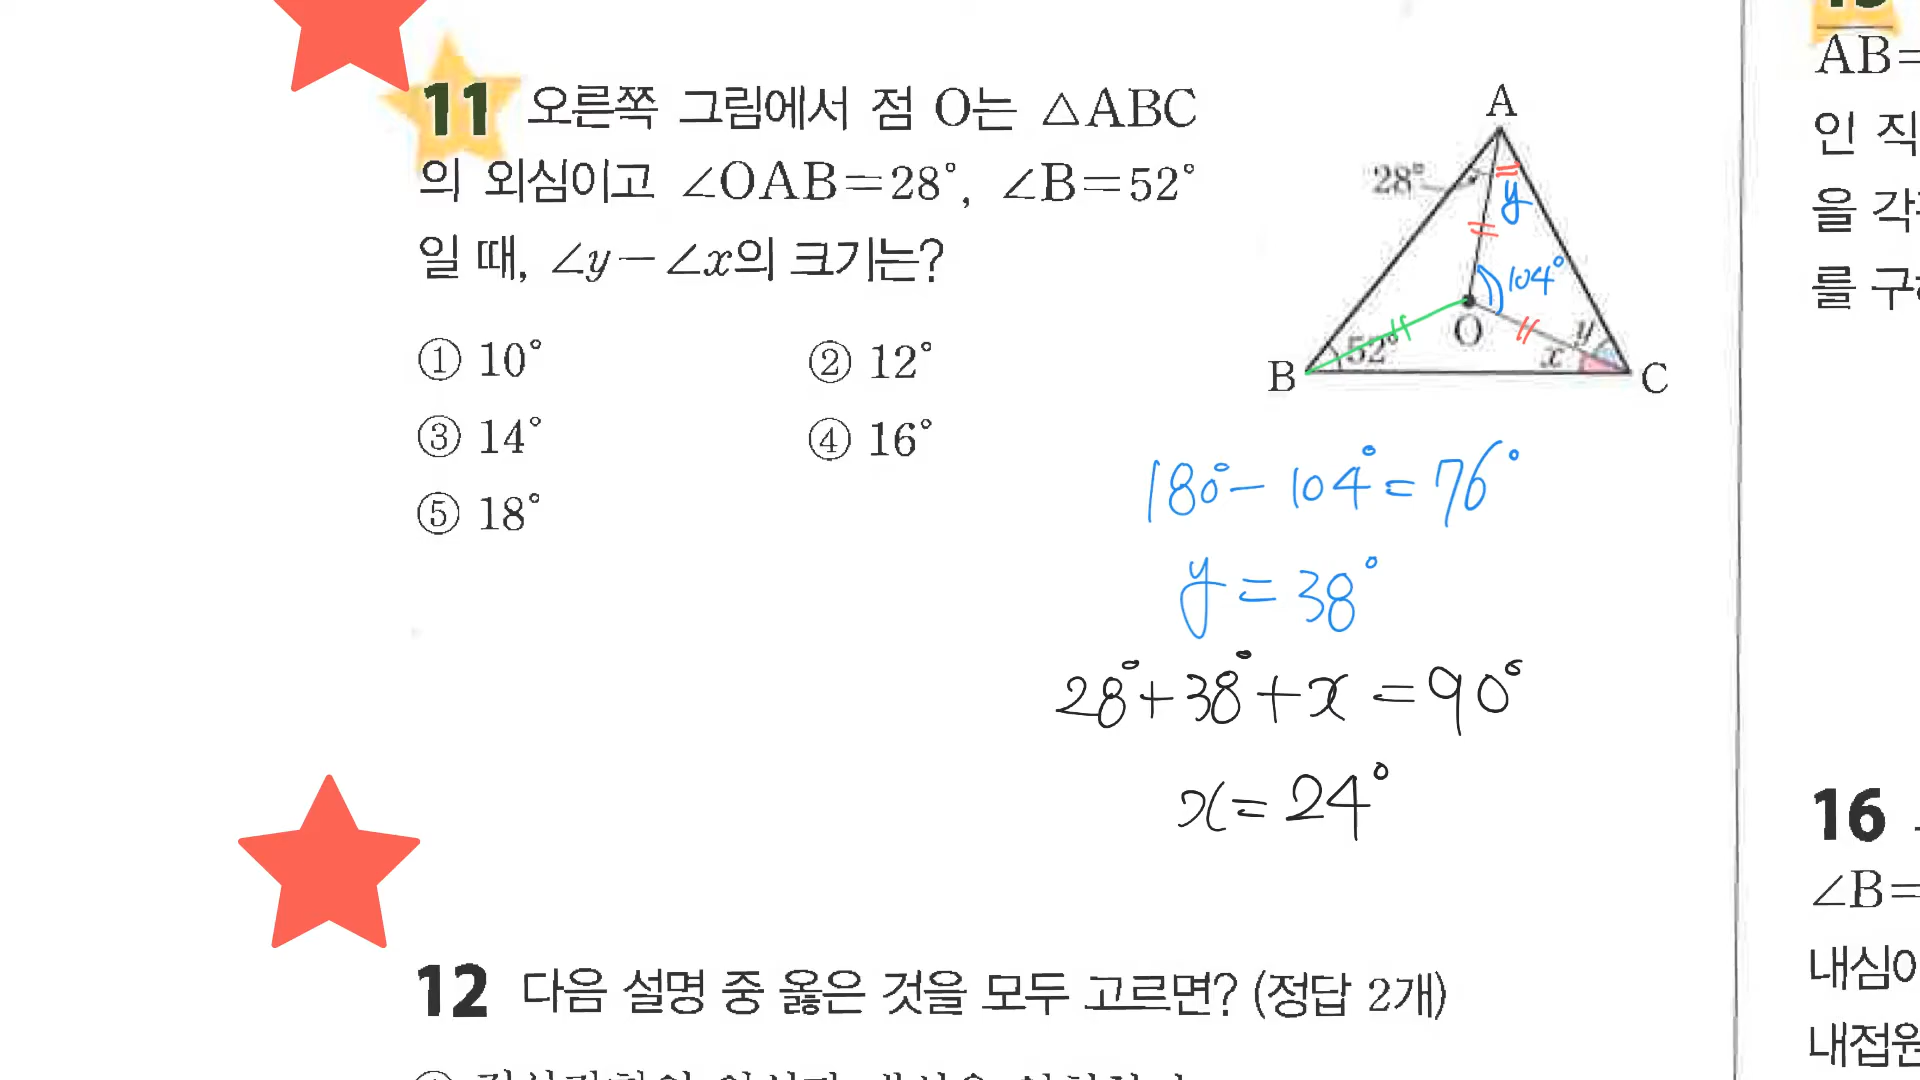 11 오른쪽 그림에서 점 O는 △ABC
의 외심이고 ∠OAB=28°, ∠B=52°
일 때, ∠y-∠x의 크기는?
① 10° ② 12°
③ 14° ④ 16°
⑤ 18°
A
28°
y
104°
O
52°
x
y
B
C
180°-104°=76°
y=38°
28°+38°+x=90°
x=24°
12 다음 설명 중 옳은 것을 모두 고르면? (정답 2개)
AB=
인 직
을 각
를 구
16
∠B=
내심이
내접원